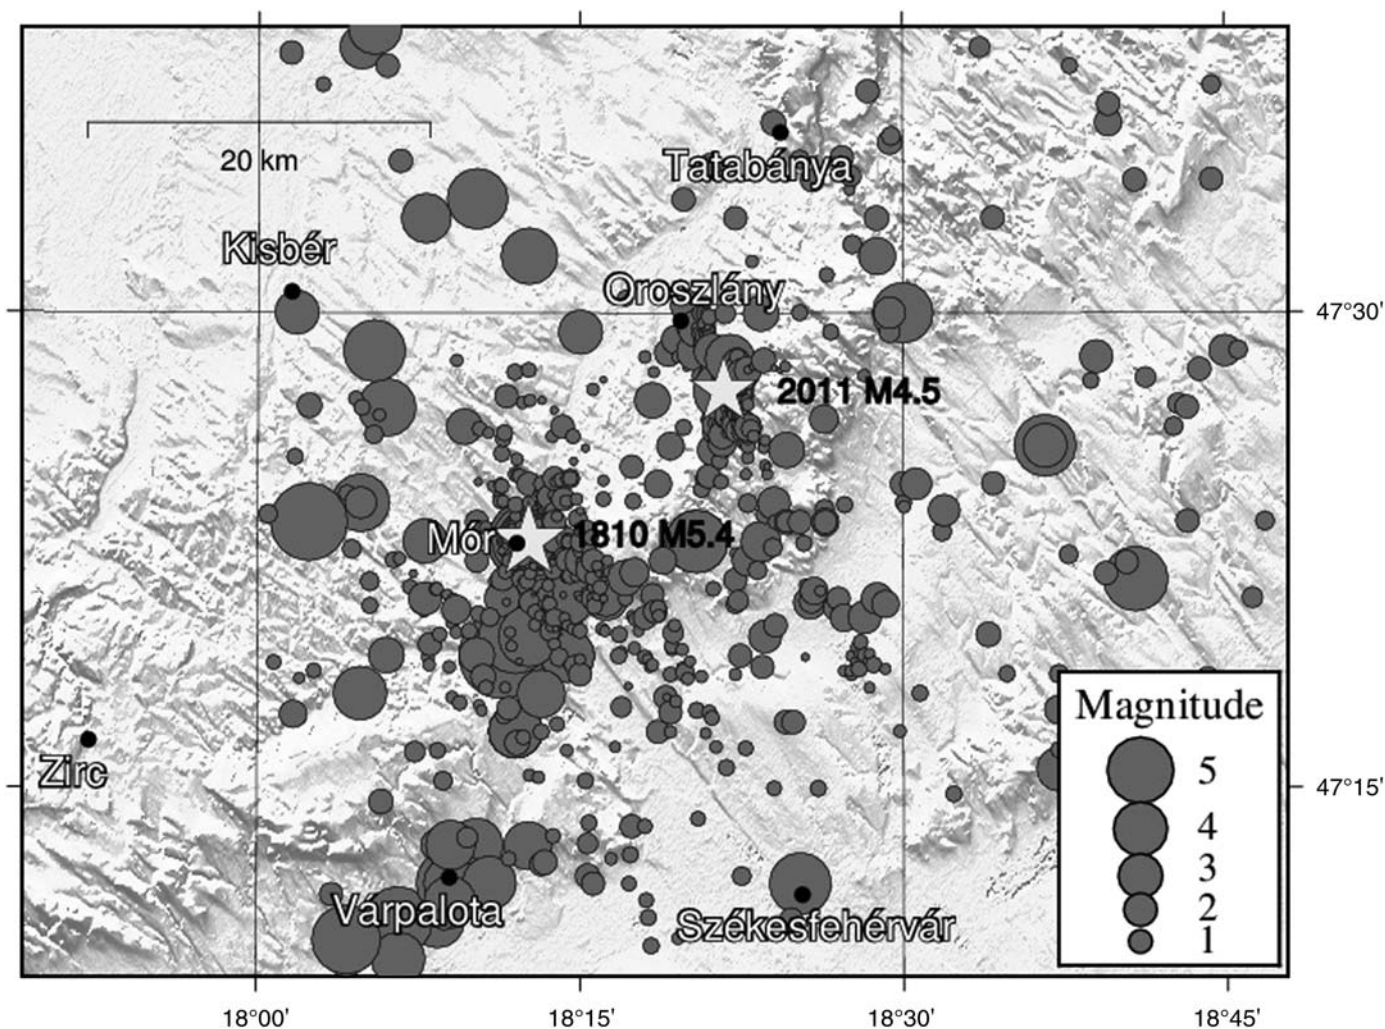 20 km
Tatabánya
Kisbér
Oroszlány
47°30'
2011 M4.5
Mór
1810 M5.4
Magnitude
5
4
3
2
1
Zirc
47°15'
Várpalota
Székesfehérvár
18°00'
18°15'
18°30'
18°45'